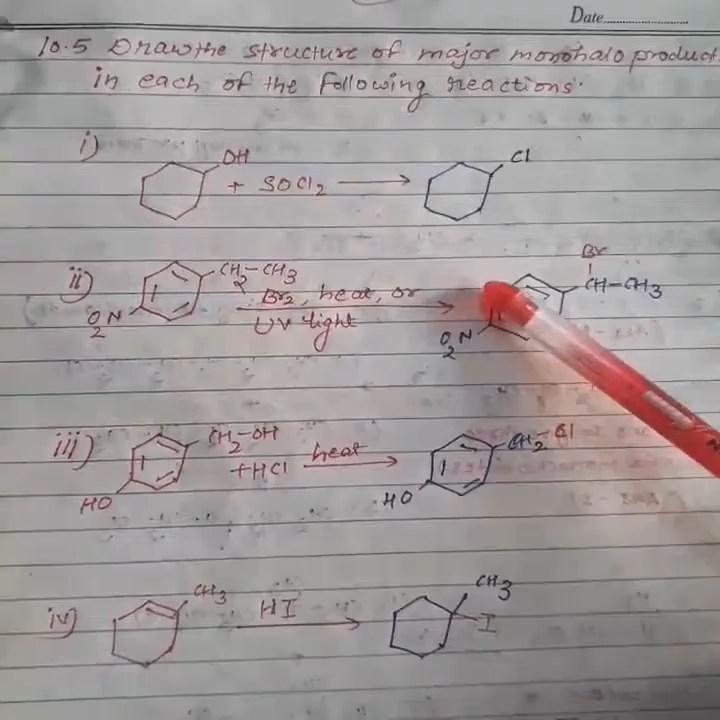 Date
10.5 Draw the structure of major monohalo product
in each of the following reactions.
i)
OH
+ SOCl2
Cl
ii)
CH2-CH3
O2N
Br2, heat, or
UV light
Br
CH-CH3
O2N
iii)
CH2-OH
HO
+HCl
heat
CH2-Cl
HO
iv)
CH3
HI
CH3
I